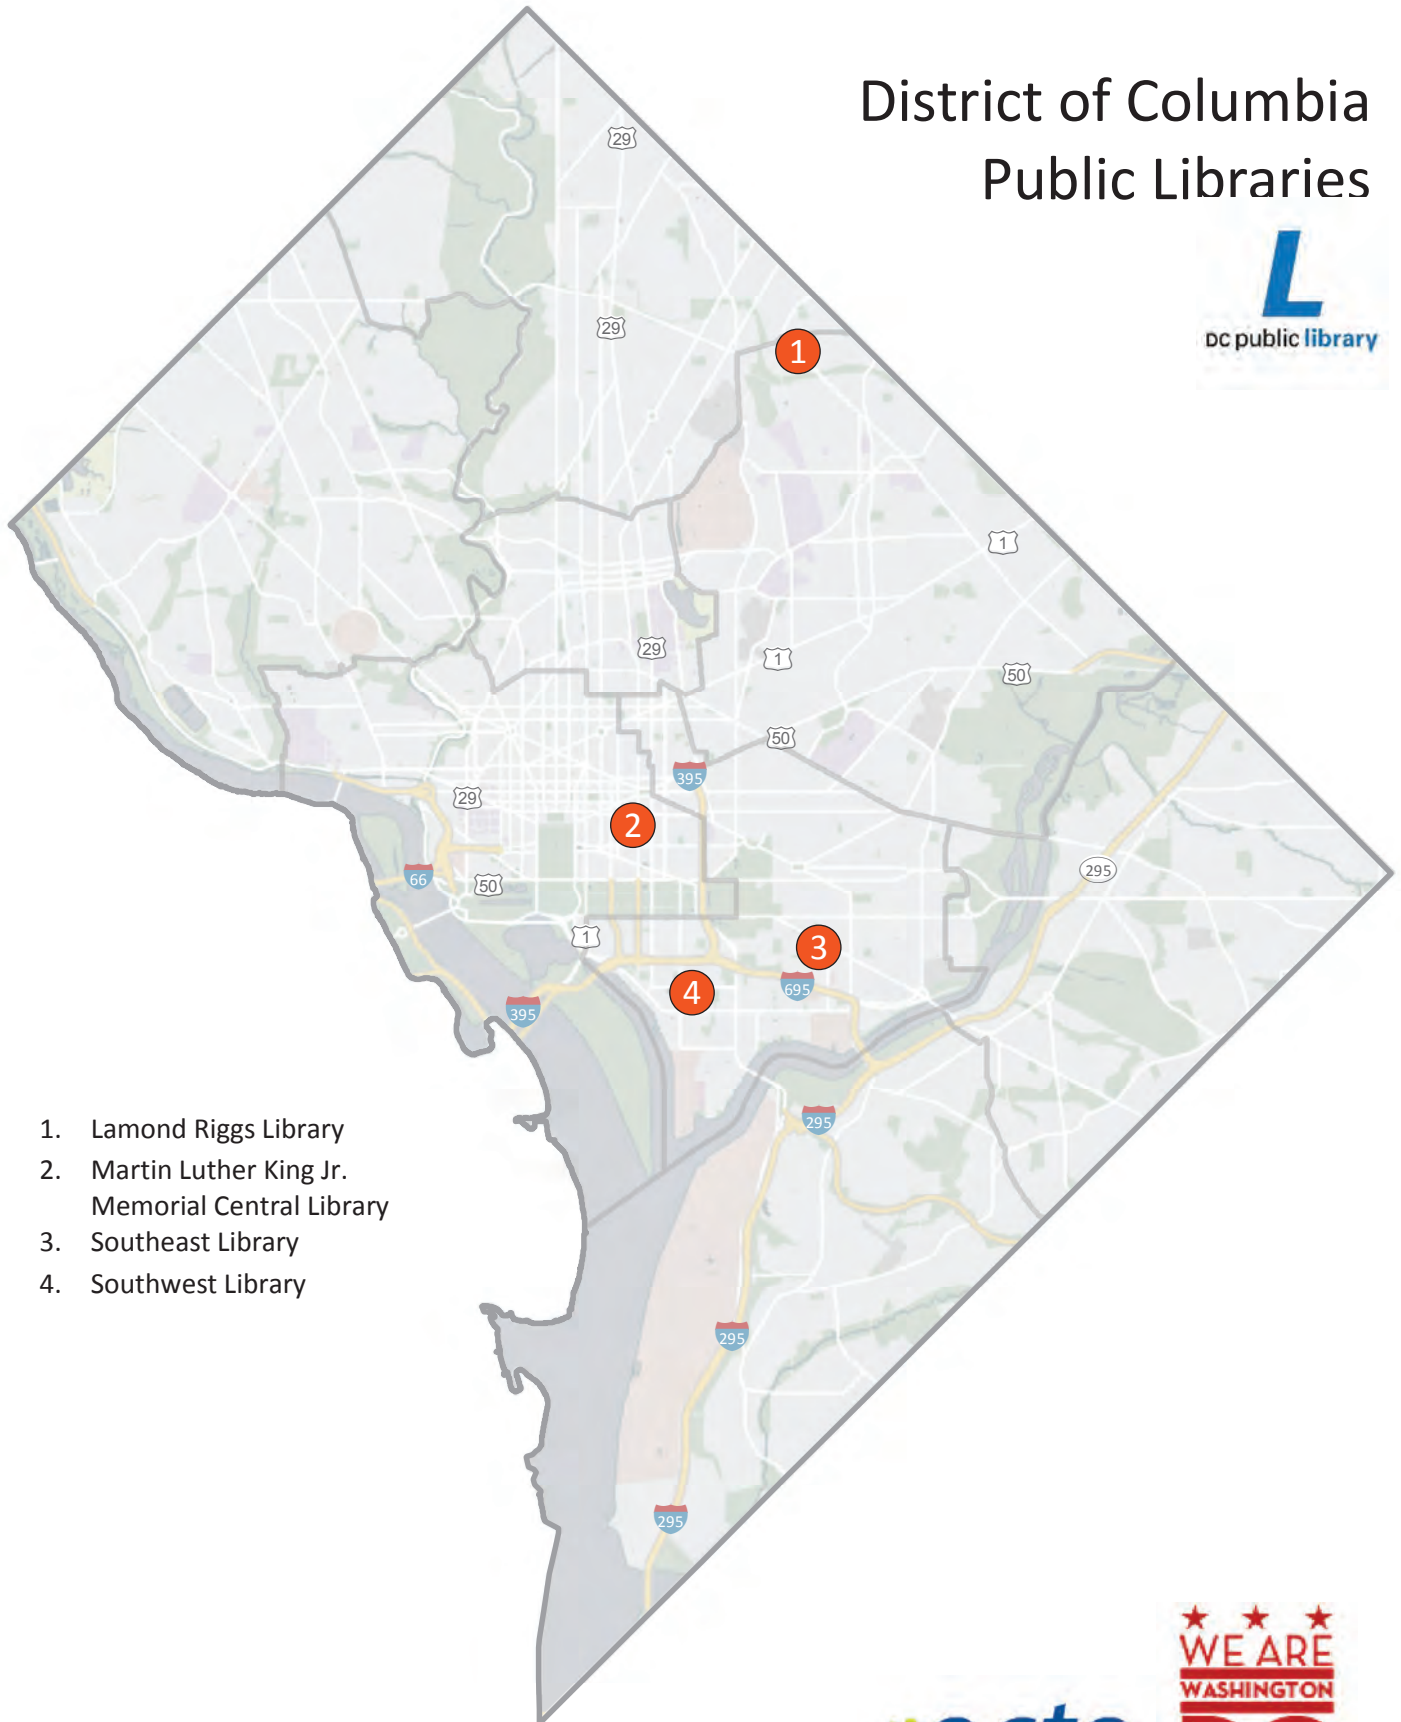 District of Columbia
Public Libraries
L
DC public library
29
29
1
1
29
1
50
50
395
29
2
295
66
50
1
3
4
695
395
295
1. Lamond Riggs Library
2. Martin Luther King Jr.
Memorial Central Library
3. Southeast Library
4. Southwest Library
295
295
WE ARE
WASHINGTON